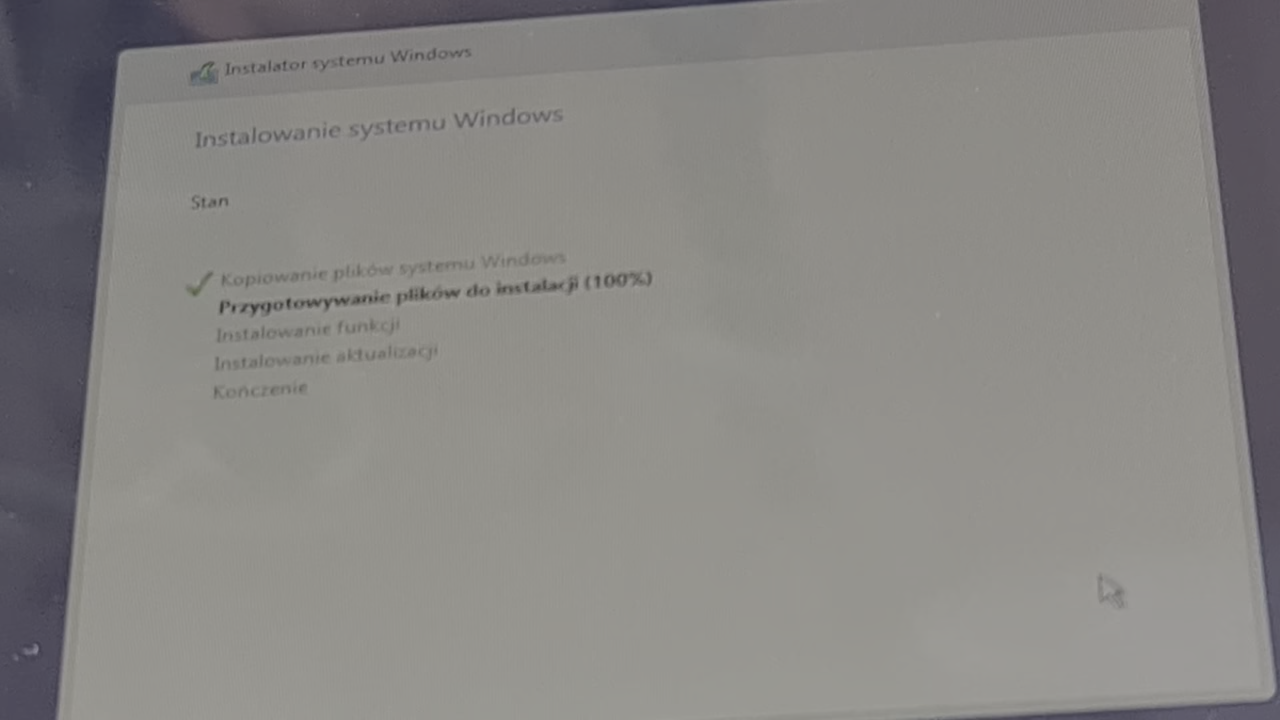 Instalator systemu Windows
Instalowanie systemu Windows
Stan
Kopiowanie plików systemu Windows
Przygotowywanie plików do instalacji (100%)
Instalowanie funkcji
Instalowanie aktualizacji
Kończenie